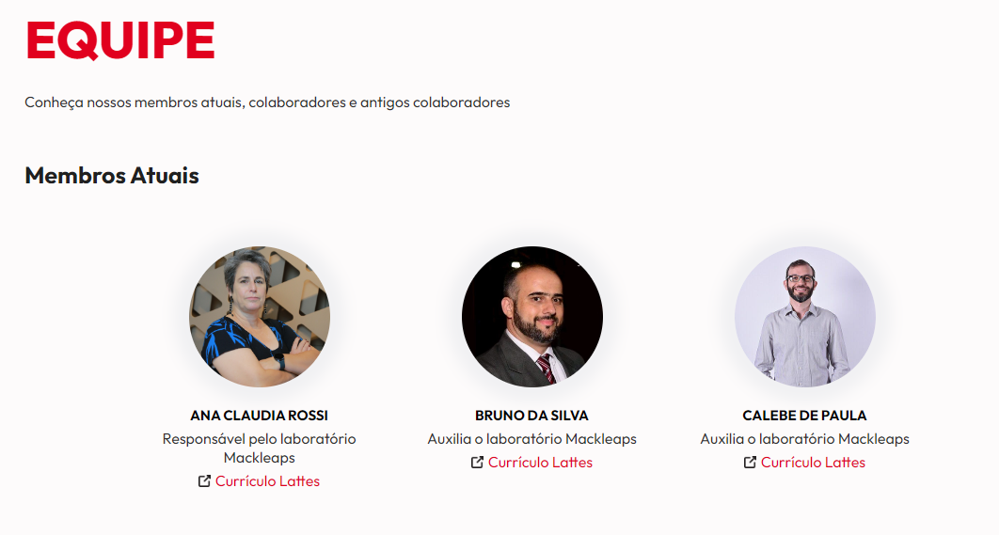 EQUIPE
Conheça nossos membros atuais, colaboradores e antigos colaboradores
Membros Atuais
ANA CLAUDIA ROSSI
Responsável pelo laboratório
Mackleaps
Currículo Lattes
BRUNO DA SILVA
Auxilia o laboratório Mackleaps
Currículo Lattes
CALEBE DE PAULA
Auxilia o laboratório Mackleaps
Currículo Lattes